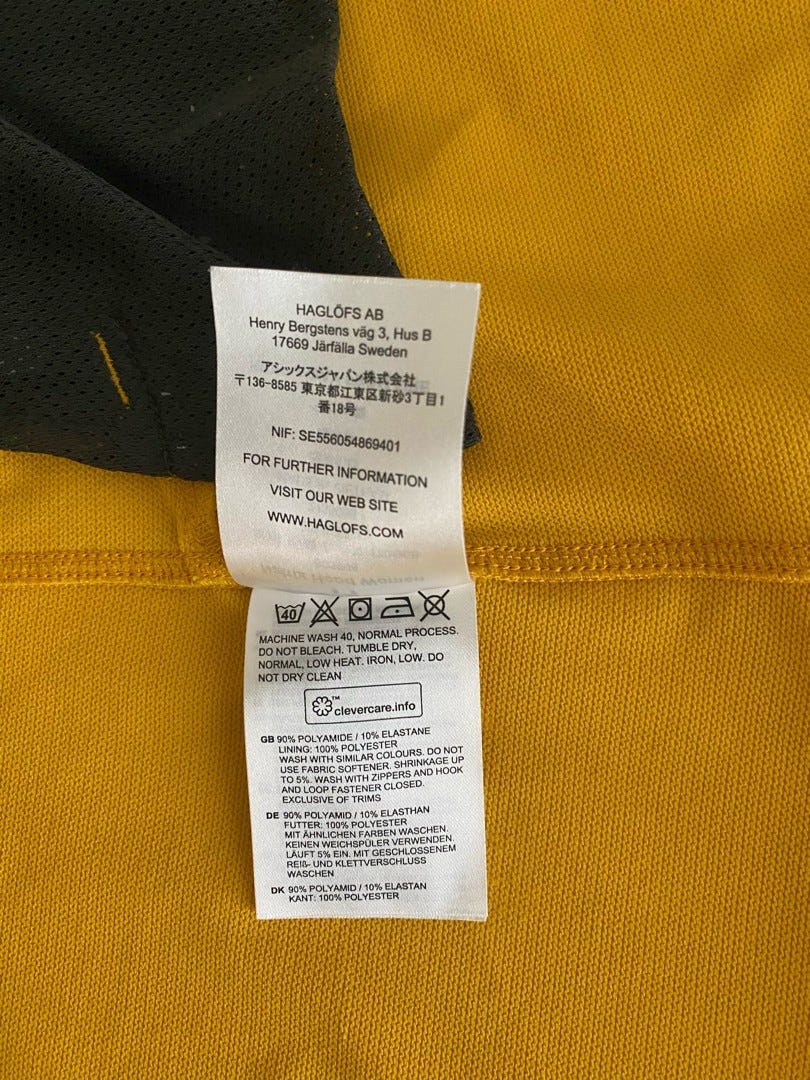 HAGLÖFS AB
Henry Bergstens väg 3, Hus B
17669 Järfälla Sweden
アシックスジャパン株式会社
〒136-8585 東京都江東区新砂3丁目1
番18号
NIF: SE556054869401
FOR FURTHER INFORMATION
VISIT OUR WEB SITE
WWW.HAGLOFS.COM
40
MACHINE WASH 40, NORMAL PROCESS.
DO NOT BLEACH. TUMBLE DRY,
NORMAL, LOW HEAT. IRON, LOW. DO
NOT DRY CLEAN
™ clevercare.info
GB 90% POLYAMIDE / 10% ELASTANE
LINING: 100% POLYESTER
WASH WITH SIMILAR COLOURS. DO NOT
USE FABRIC SOFTENER. SHRINKAGE UP
TO 5%. WASH WITH ZIPPERS AND HOOK
AND LOOP FASTENER CLOSED.
EXCLUSIVE OF TRIMS
DE 90% POLYAMID / 10% ELASTHAN
FUTTER: 100% POLYESTER
MIT ÄHNLICHEN FARBEN WASCHEN.
KEINEN WEICHSPÜLER VERWENDEN.
LÄUFT 5% EIN. MIT GESCHLOSSENEM
REIß- UND KLETTVERSCHLUSS
WASCHEN
DK 90% POLYAMID / 10% ELASTAN
KANT: 100% POLYESTER